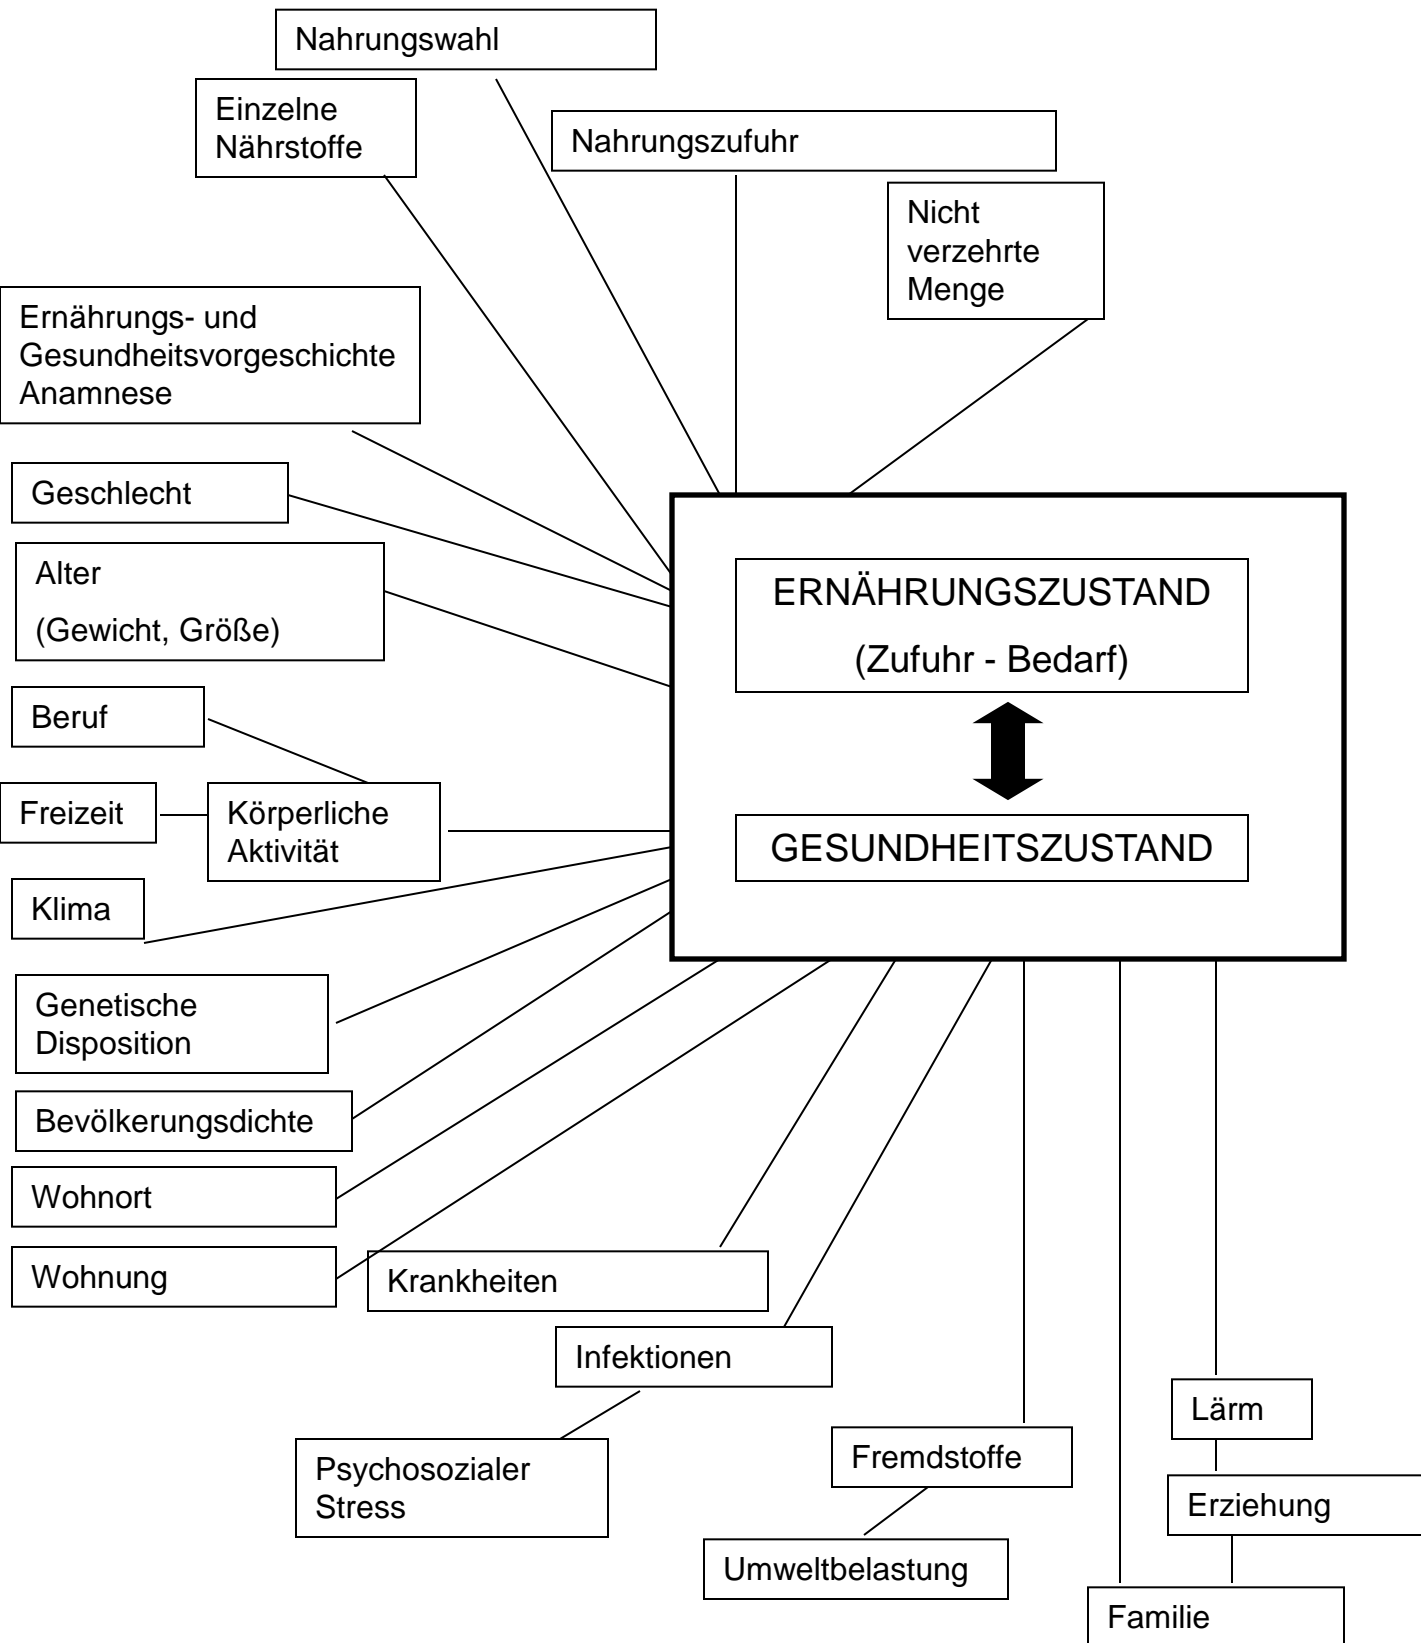 Nahrungswahl
Einzelne
Nährstoffe
Nahrungszufuhr
Nicht
verzehrte
Menge
Ernährungs- und
Gesundheitsvorgeschichte
Anamnese
Geschlecht
Alter
(Gewicht, Größe)
ERNÄHRUNGSZUSTAND
(Zufuhr - Bedarf)
Beruf
Freizeit
Körperliche
Aktivität
GESUNDHEITSZUSTAND
Klima
Genetische
Disposition
Bevölkerungsdichte
Wohnort
Wohnung
Krankheiten
Infektionen
Psychosozialer
Stress
Lärm
Fremdstoffe
Erziehung
Umweltbelastung
Familie